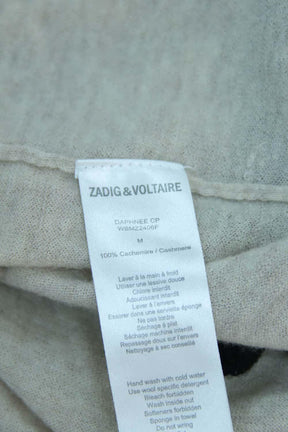 ZADIG & VOLTAIRE
DAPHNEE CP
M
100% Cachemire / Cashmere
Laver à la main à froid
Utiliser une lessive douce
Chlore interdit
Adoucissant interdit
Laver à l'envers
Essorer dans une serviette éponge
Ne pas tordre
Séchage à plat
Séchage machine interdit
Repassage doux sur l'envers
Nettoyage à sec conseillé
Hand wash with cold water
Use wool specific detergent
Bleach forbidden
Wash inside out
Softeners forbidden
Sponge in towel
Do not wring